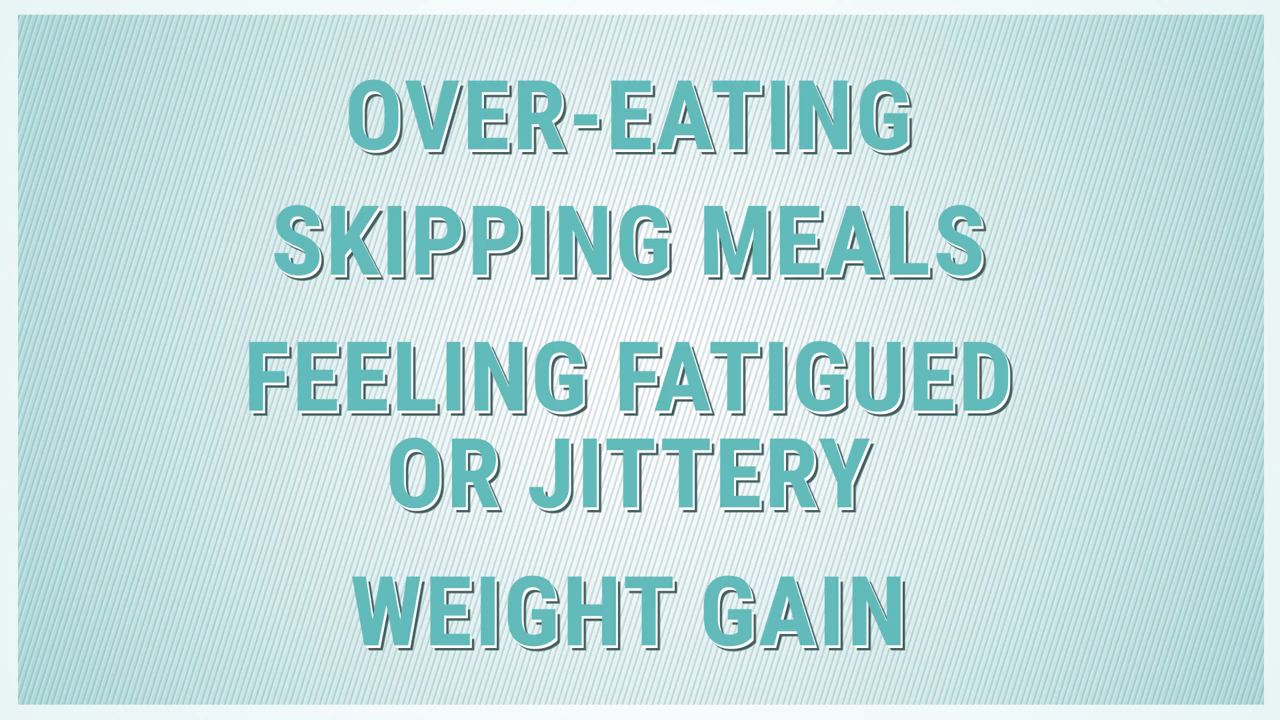 OVER-EATING
SKIPPING MEALS
FEELING FATIGUED
OR JITTERY
WEIGHT GAIN